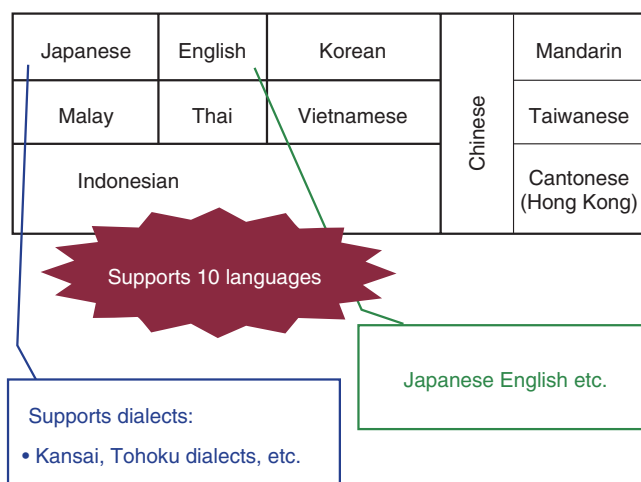 Japanese
English
Korean
Chinese
Mandarin
Malay
Thai
Vietnamese
Taiwanese
Indonesian
Cantonese
(Hong Kong)
Supports 10 languages
Japanese English etc.
Supports dialects:
• Kansai, Tohoku dialects, etc.